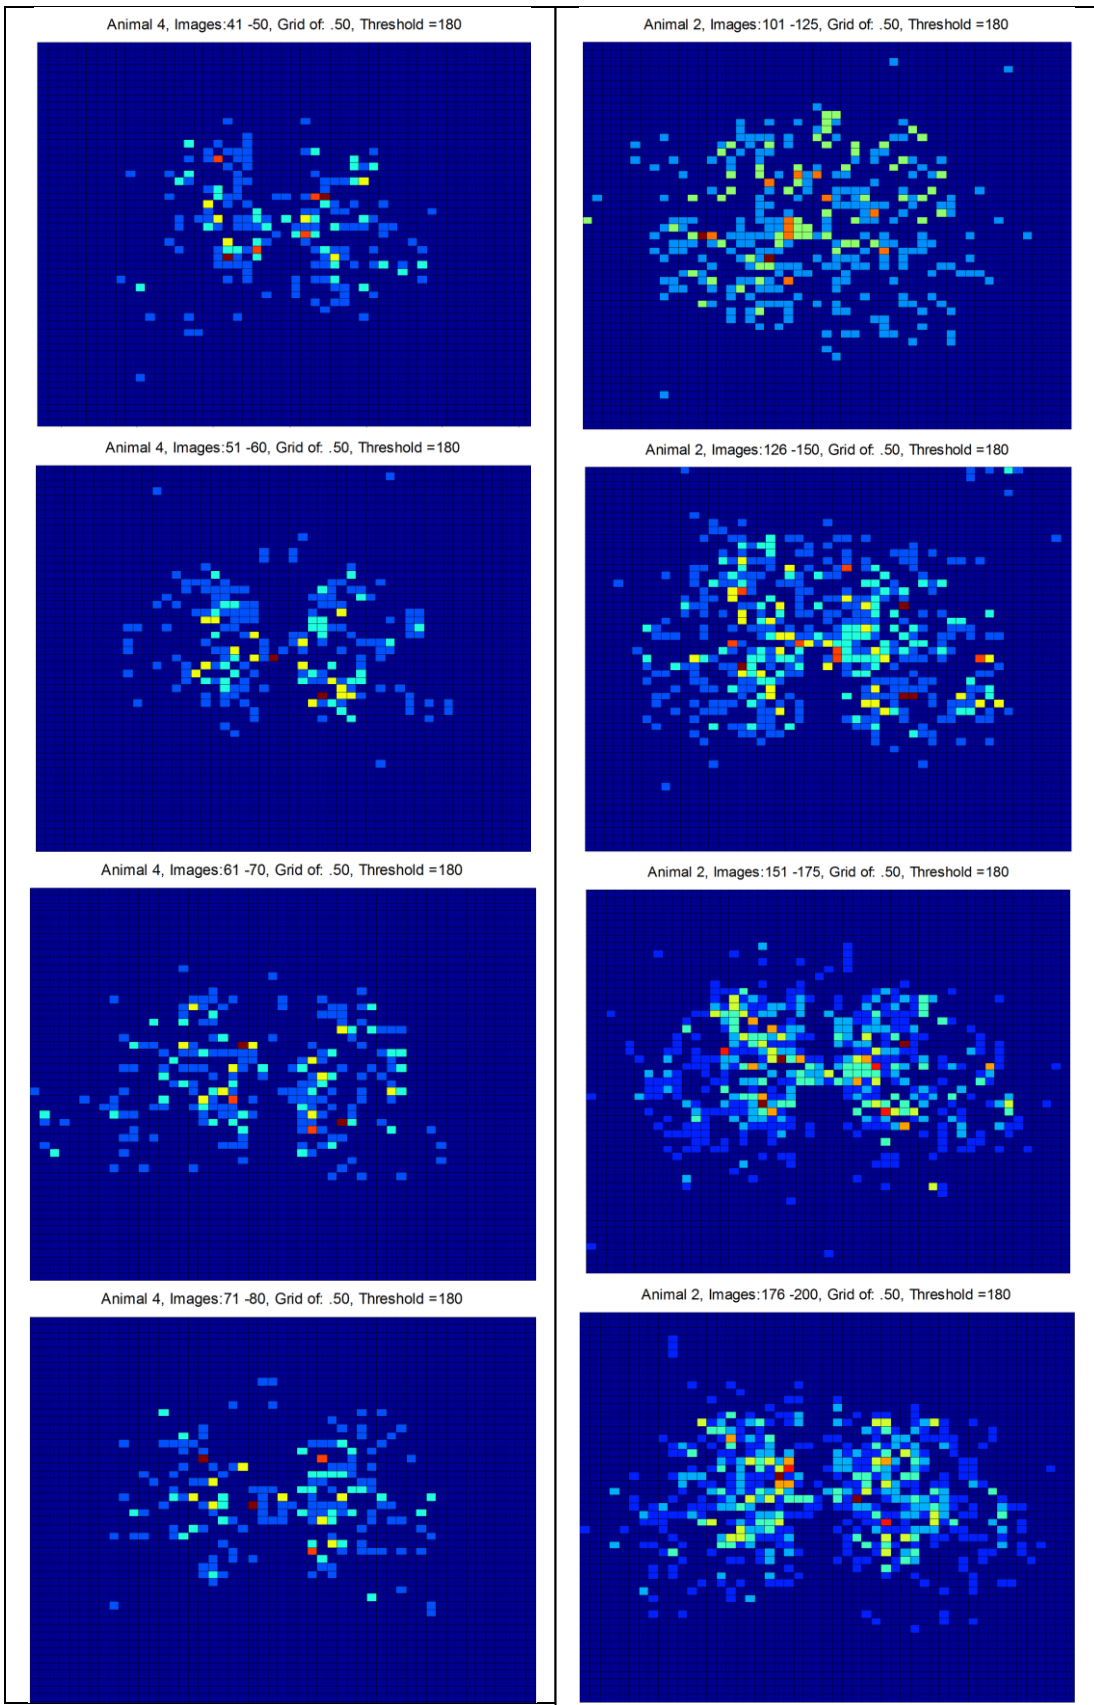 Animal 4, Images:41 -50, Grid of: .50, Threshold =180
Animal 2, Images:101 -125, Grid of: .50, Threshold =180
Animal 4, Images:51 -60, Grid of: .50, Threshold =180
Animal 2, Images:126 -150, Grid of: .50, Threshold =180
Animal 4, Images:61 -70, Grid of: .50, Threshold =180
Animal 2, Images:151 -175, Grid of: .50, Threshold =180
Animal 4, Images:71 -80, Grid of: .50, Threshold =180
Animal 2, Images:176 -200, Grid of: .50, Threshold =180